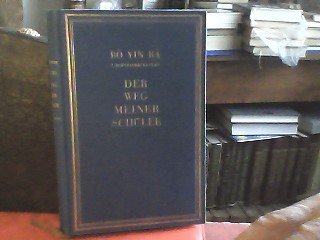 BÔ YIN RÂ
DER
WEG
MEINER
SCHÜLER